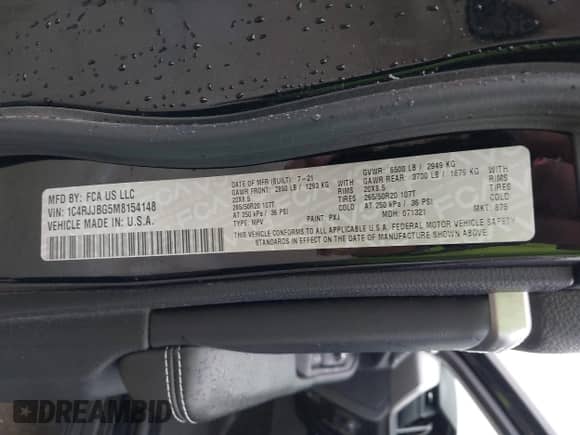 MFD BY: FCA US LLC
VIN: 1C4RJJBG5M8154148
VEHICLE MADE IN: U.S.A.
DATE OF MFR (BUILT): 7-21
GAWR FRONT: 2850 LB / 1293 KG WITH
20X8.5 RIMS
265/50R20 107T TIRES
AT 250 kPa / 36 PSI COLD
TYPE: MPV PAINT: PXJ
GVWR: 6500 LB / 2949 KG
GAWR REAR: 3700 LB / 1678 KG WITH
20X8.5 RIMS
265/50R20 107T TIRES
AT 250 kPa / 36 PSI COLD
MDH: 071321 MKT:
THIS VEHICLE CONFORMS TO ALL APPLICABLE U.S.A. FEDERAL MOTOR VEHICLE SAFETY
STANDARDS IN EFFECT ON THE DATE OF MANUFACTURE SHOWN ABOVE.
DREAMBID